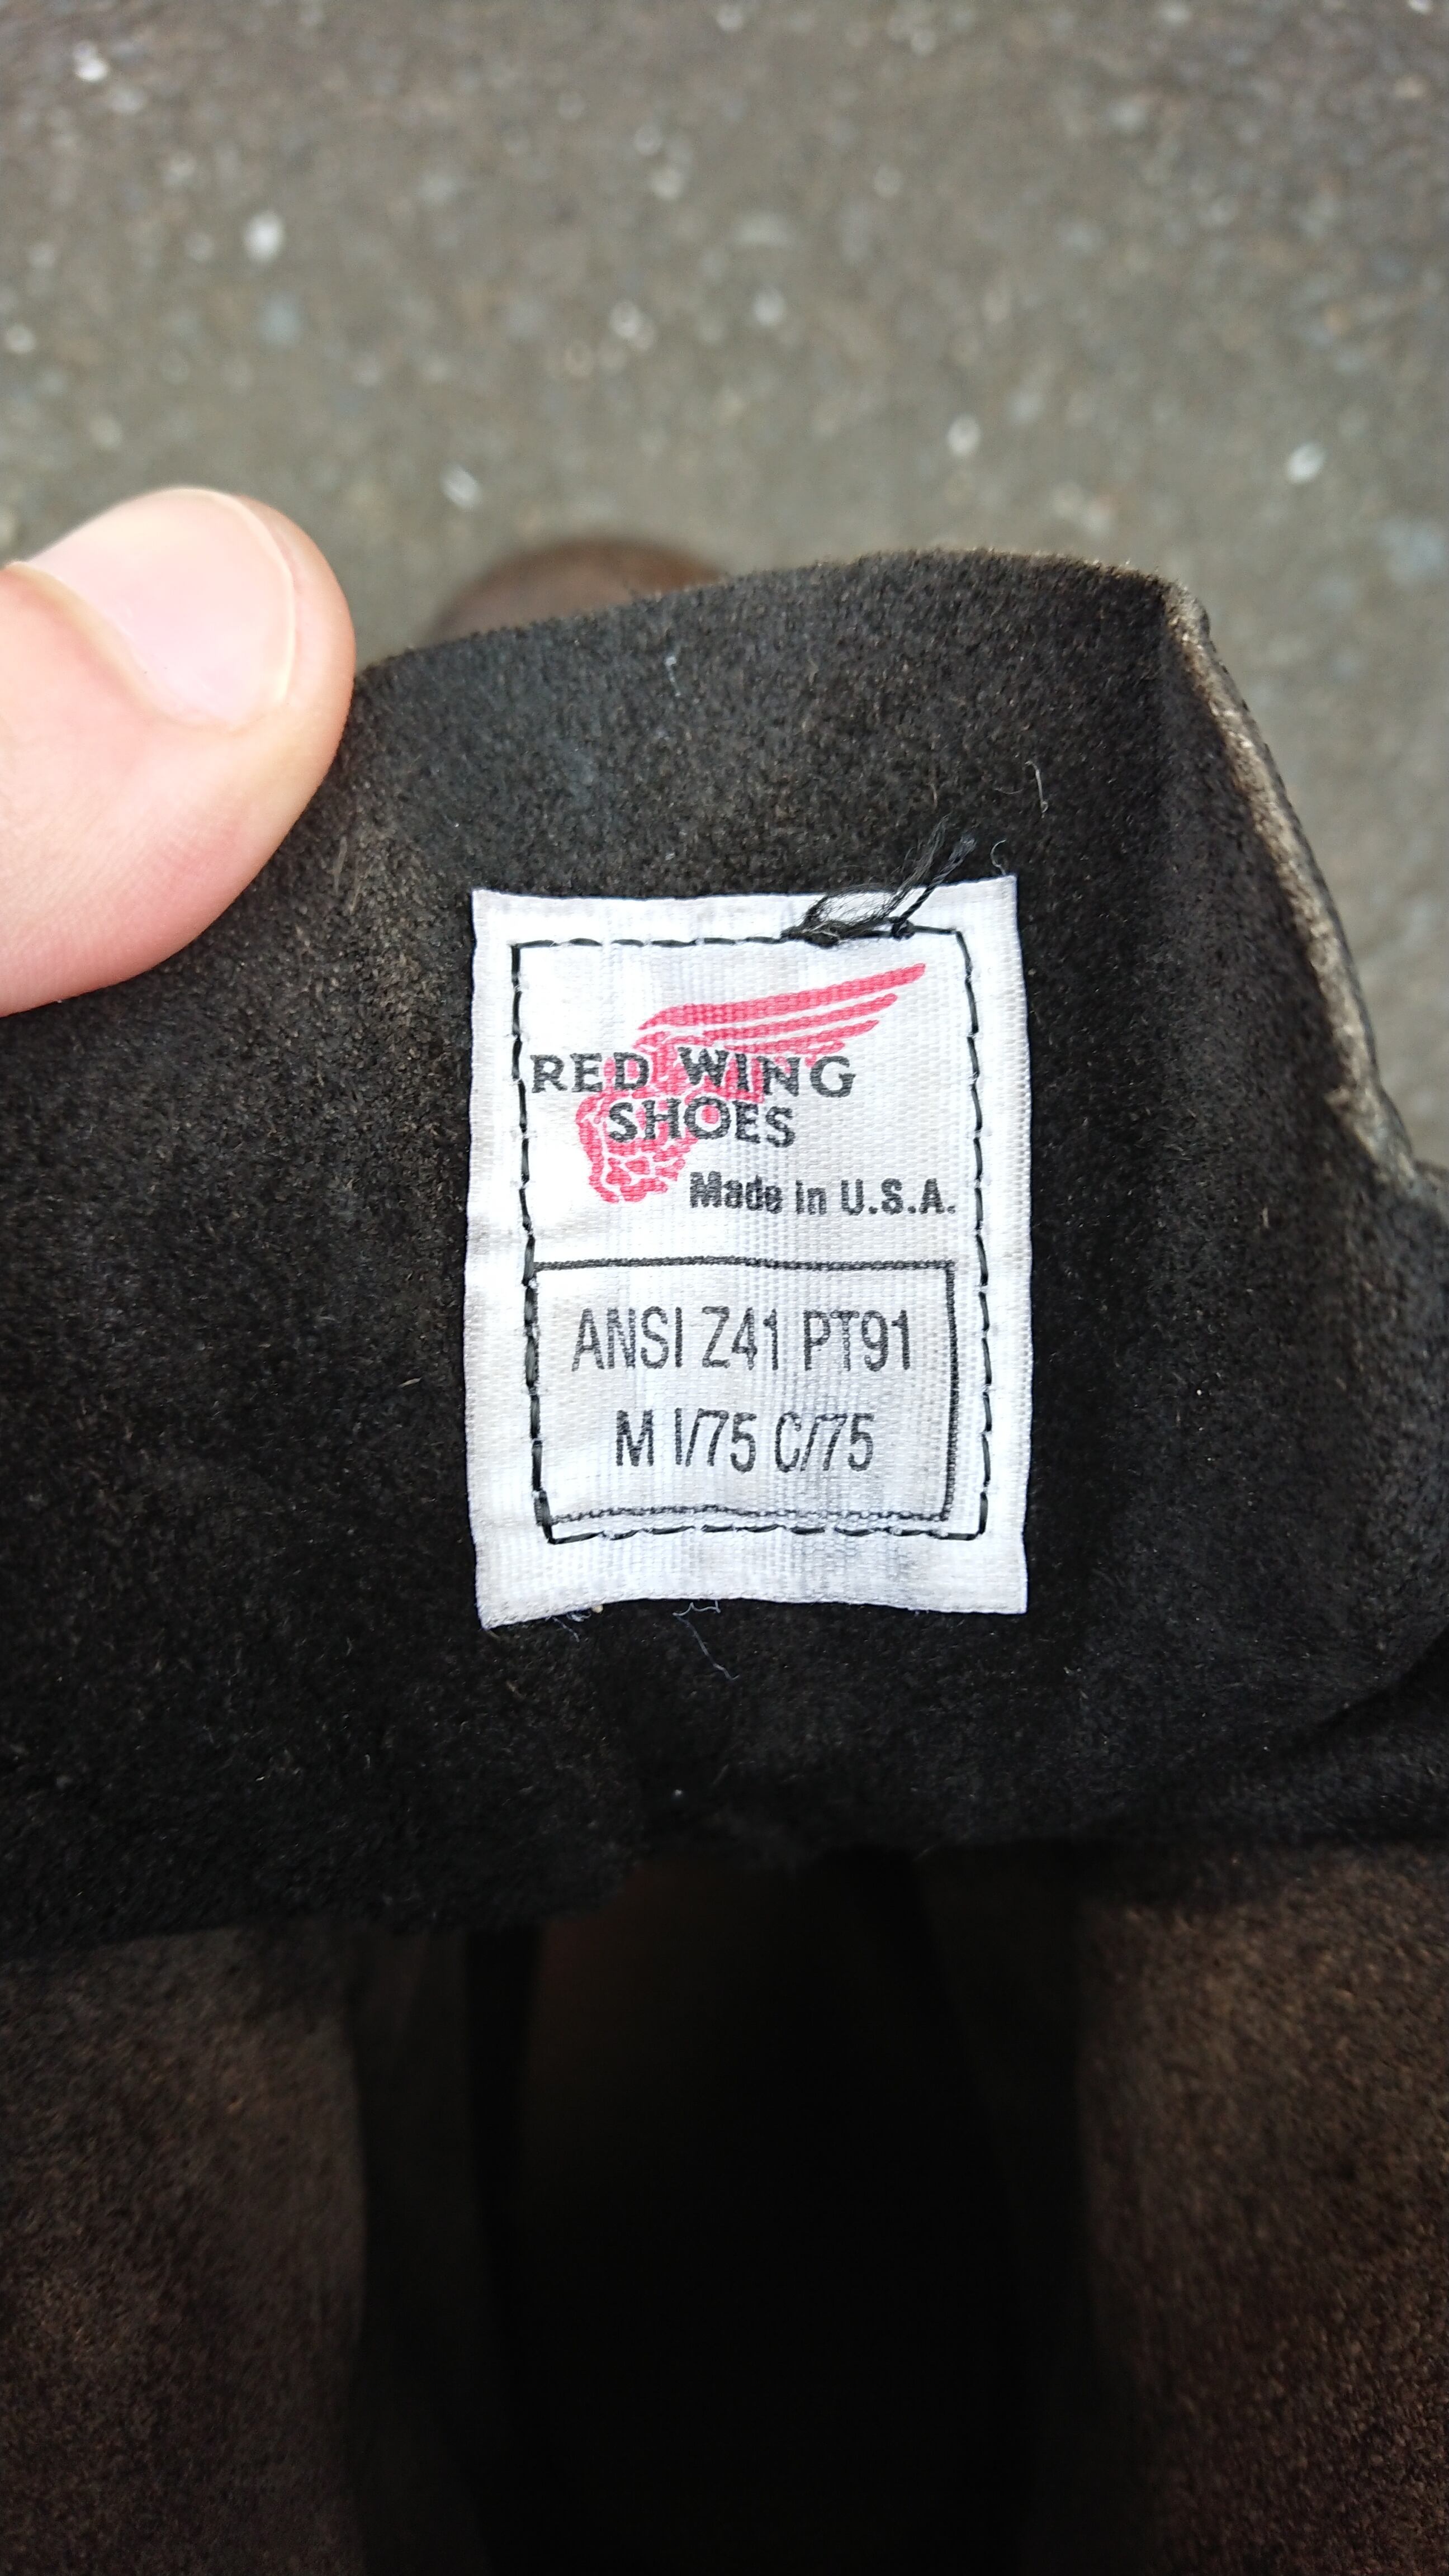 RED WING
SHOES
Made in U.S.A.
ANSI Z41 PT91
M I/75 C/75